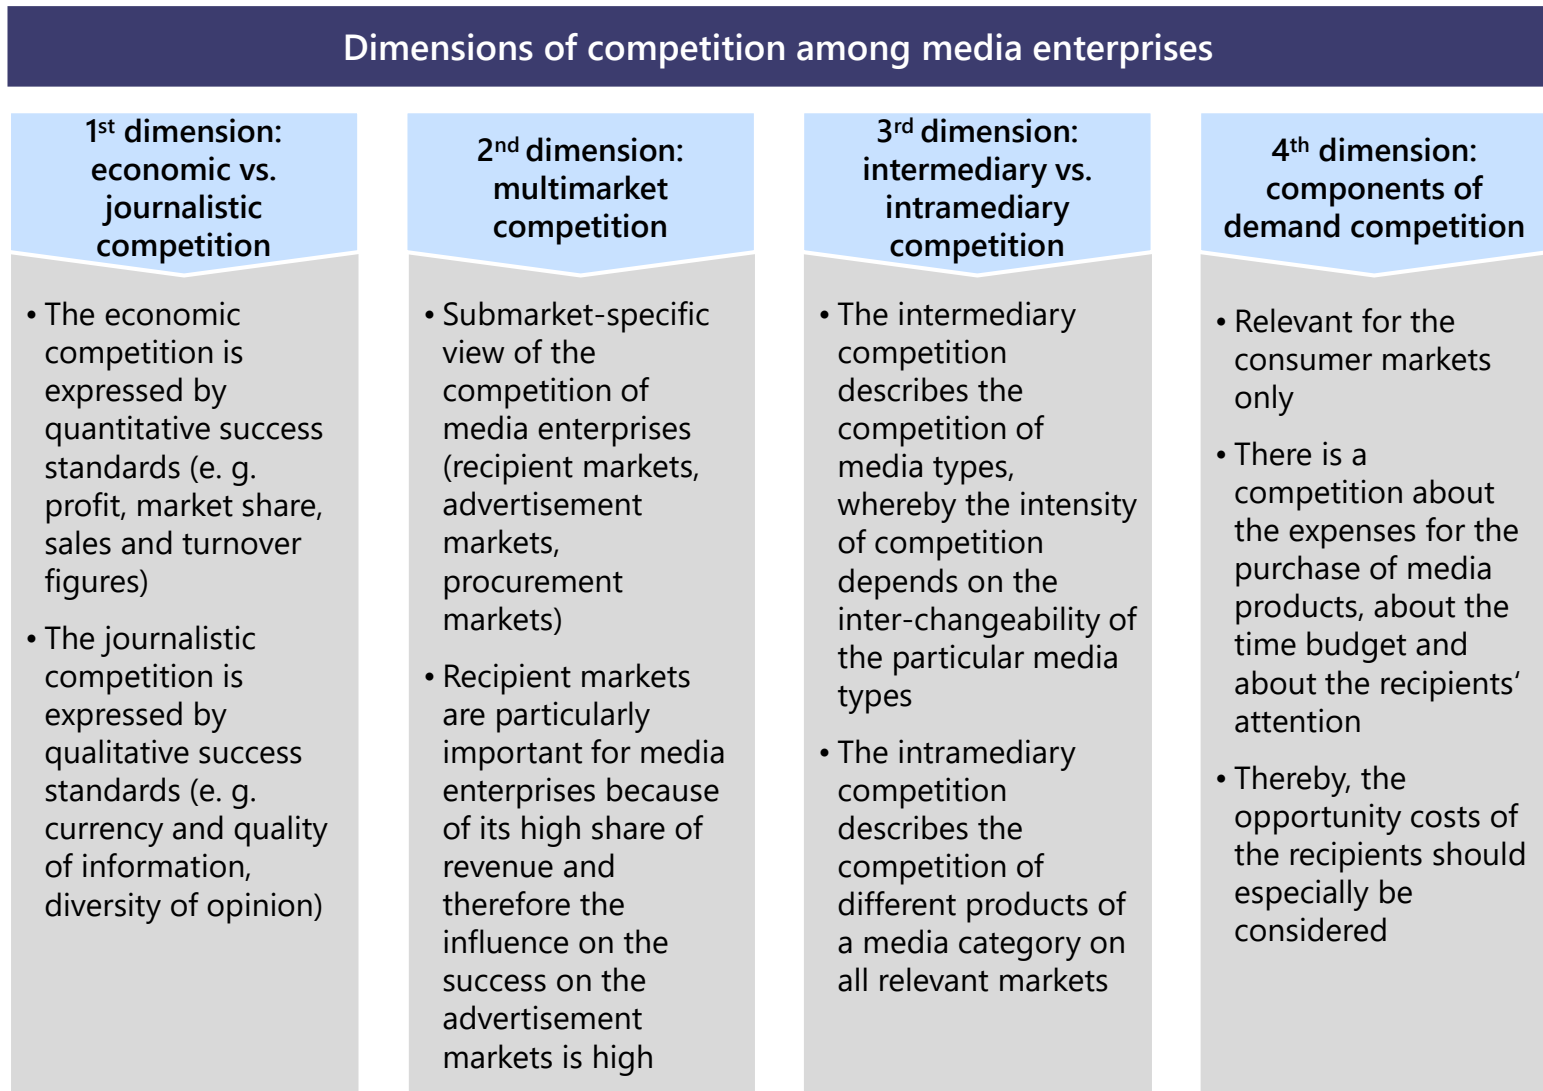 Dimensions of competition among media enterprises
1st dimension:
economic vs.
journalistic
competition
• The economic
competition is
expressed by
quantitative success
standards (e. g.
profit, market share,
sales and turnover
figures)
• The journalistic
competition is
expressed by
qualitative success
standards (e. g.
currency and quality
of information,
diversity of opinion)
2nd dimension:
multimarket
competition
• Submarket-specific
view of the
competition of
media enterprises
(recipient markets,
advertisement
markets,
procurement
markets)
• Recipient markets
are particularly
important for media
enterprises because
of its high share of
revenue and
therefore the
influence on the
success on the
advertisement
markets is high
3rd dimension:
intermediary vs.
intramediary
competition
• The intermediary
competition
describes the
competition of
media types,
whereby the intensity
of competition
depends on the
inter-changeability of
the particular media
types
• The intramediary
competition
describes the
competition of
different products of
a media category on
all relevant markets
4th dimension:
components of
demand competition
• Relevant for the
consumer markets
only
• There is a
competition about
the expenses for the
purchase of media
products, about the
time budget and
about the recipients‘
attention
• Thereby, the
opportunity costs of
the recipients should
especially be
considered